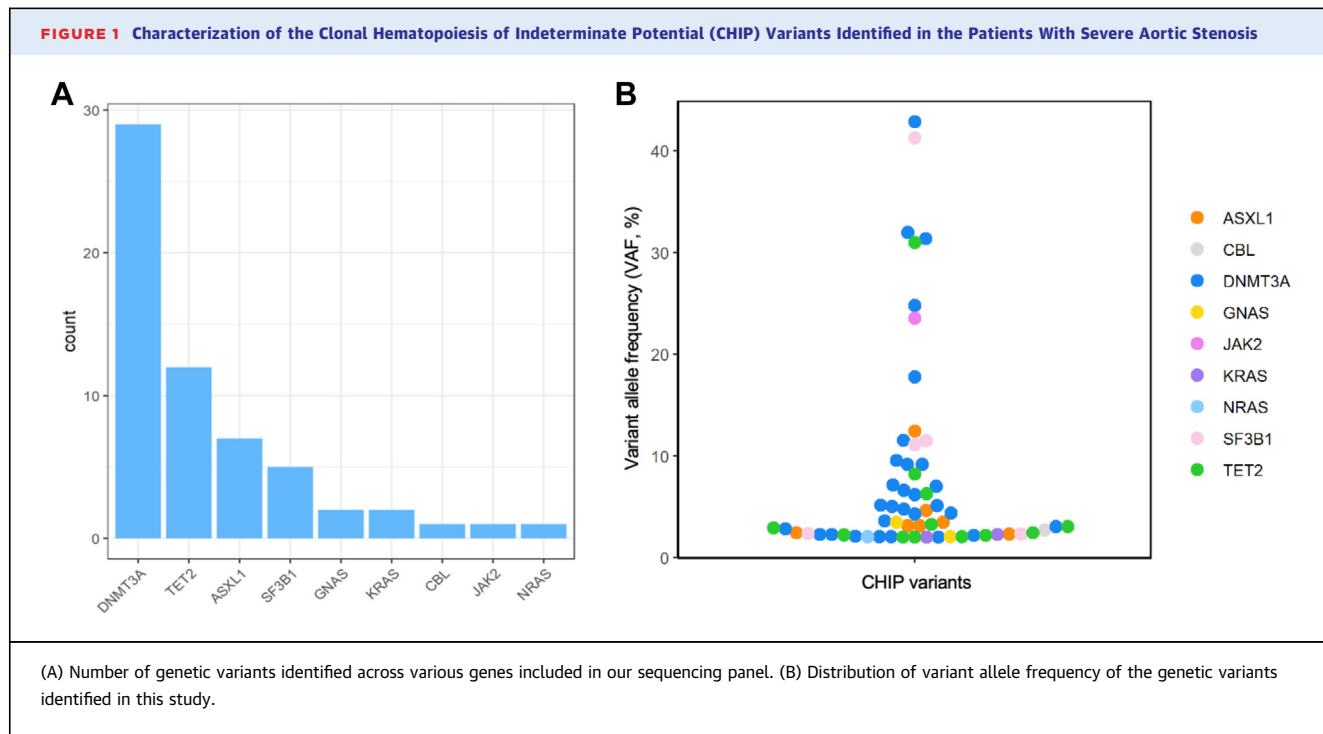 FIGURE 1 Characterization of the Clonal Hematopoiesis of Indeterminate Potential (CHIP) Variants Identified in the Patients With Severe Aortic Stenosis
A
30
20
10
0
count
DNMT3A
TET2
ASXL1
SF3B1
GNAS
KRAS
CBL
JAK2
NRAS
B
40
30
20
10
0
Variant allele frequency (VAF, %)
CHIP variants
ASXL1
CBL
DNMT3A
GNAS
JAK2
KRAS
NRAS
SF3B1
TET2
(A) Number of genetic variants identified across various genes included in our sequencing panel. (B) Distribution of variant allele frequency of the genetic variants
identified in this study.